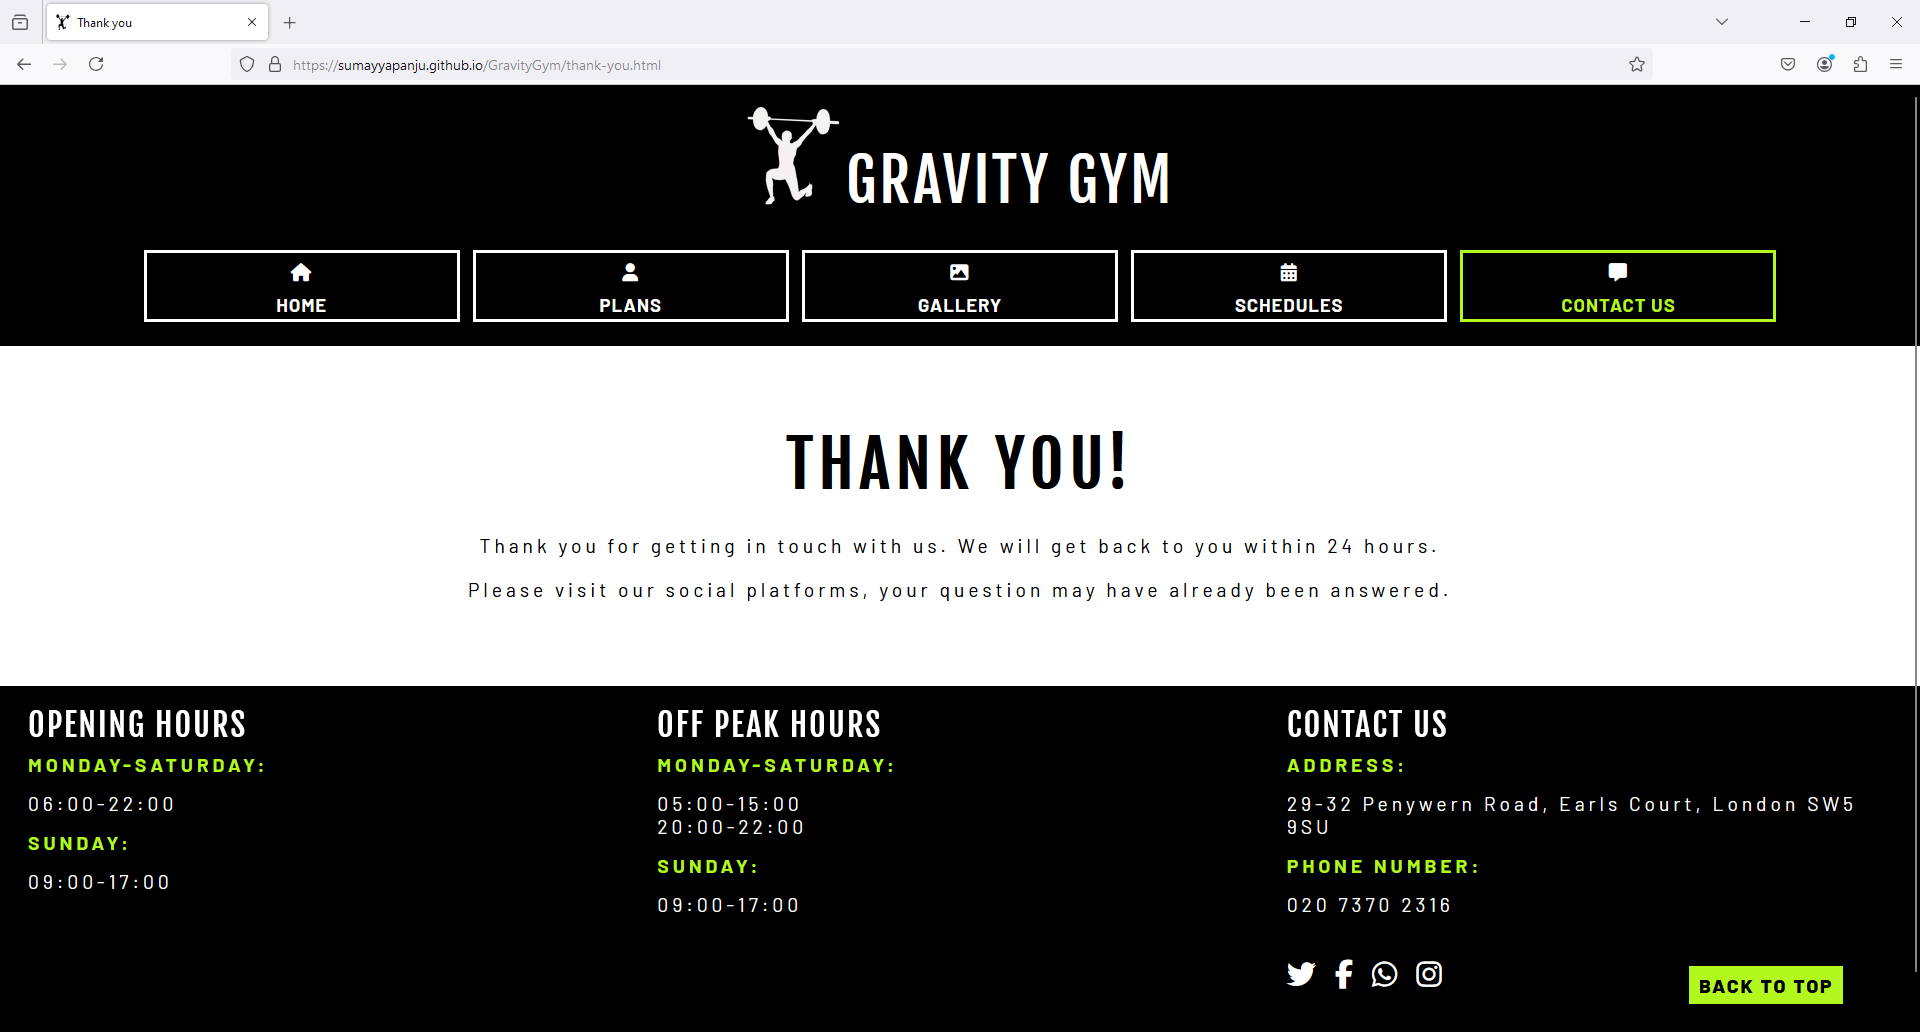 Thank you
https://sumayyapanju.github.io/GravityGym/thank-you.html
GRAVITY GYM
HOME
PLANS
GALLERY
SCHEDULES
CONTACT US
THANK YOU!
Thank you for getting in touch with us. We will get back to you within 24 hours.
Please visit our social platforms, your question may have already been answered.
OPENING HOURS
MONDAY-SATURDAY:
06:00-22:00
SUNDAY:
09:00-17:00
OFF PEAK HOURS
MONDAY-SATURDAY:
05:00-15:00
20:00-22:00
SUNDAY:
09:00-17:00
CONTACT US
ADDRESS:
29-32 Penywern Road, Earls Court, London SW5
9SU
PHONE NUMBER:
020 7370 2316
BACK TO TOP